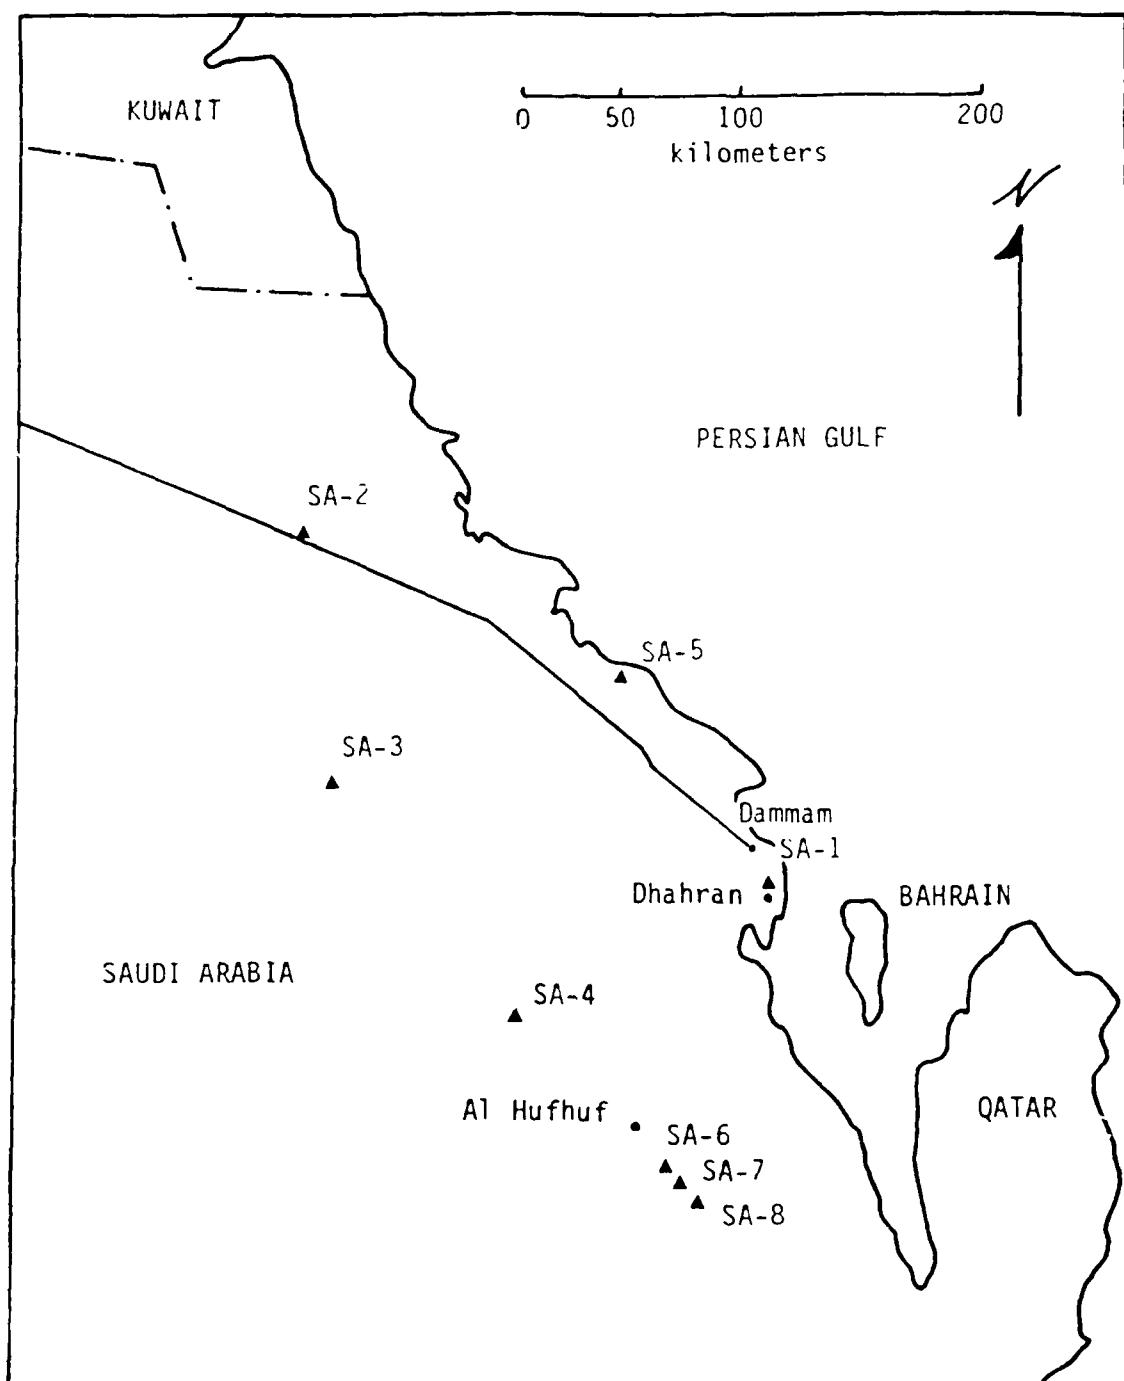 KUWAIT
0 50 100 200
kilometers
N
PERSIAN GULF
SA-2
SA-5
SA-3
Dammam
SA-1
Dhahran
BAHRAIN
SAUDI ARABIA
SA-4
Al Hufhuf
QATAR
SA-6
SA-7
SA-8